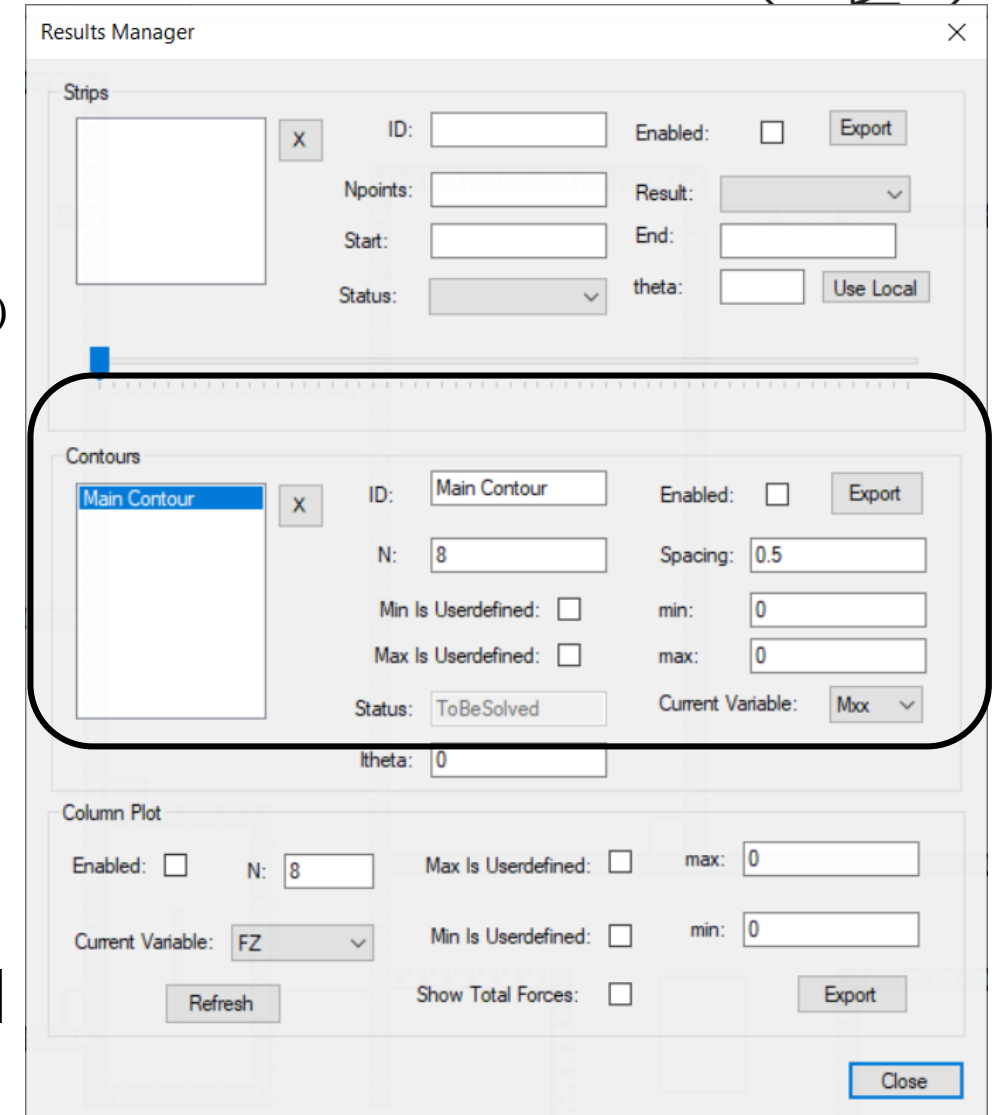 Results Manager
Strips
X ID: Enabled: Export
Npoints: Result:
Start: End:
Status: theta: Use Local
)
Contours
Main Contour X ID: Main Contour Enabled: Export
N: 8 Spacing: 0.5
Min Is Userdefined: min: 0
Max Is Userdefined: max: 0
Status: ToBeSolved Current Variable: Mxx
ltheta: 0
Column Plot
Enabled: N: 8 Max Is Userdefined: max: 0
Current Variable: FZ Min Is Userdefined: min: 0
Refresh Show Total Forces: Export
Close